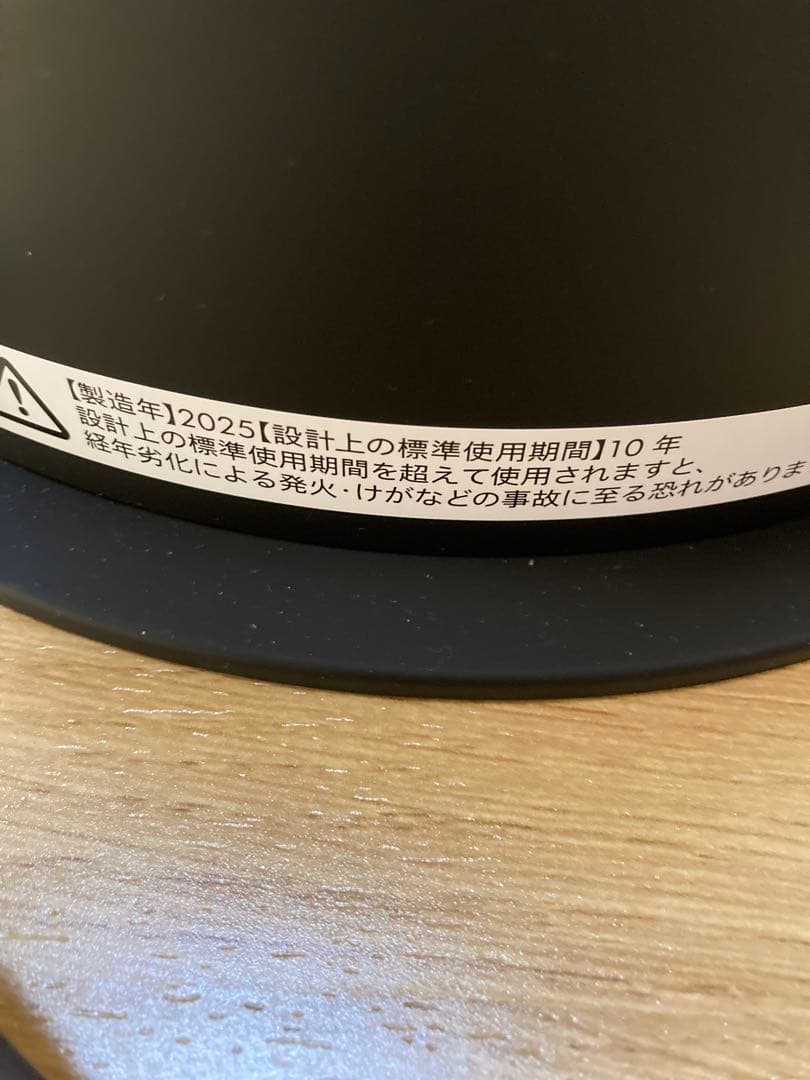 【製造年】2025【設計上の標準使用期間】10 年
設計上の標準使用期間を超えて使用されますと、
経年劣化による発火・けがなどの事故に至る恐れがありま